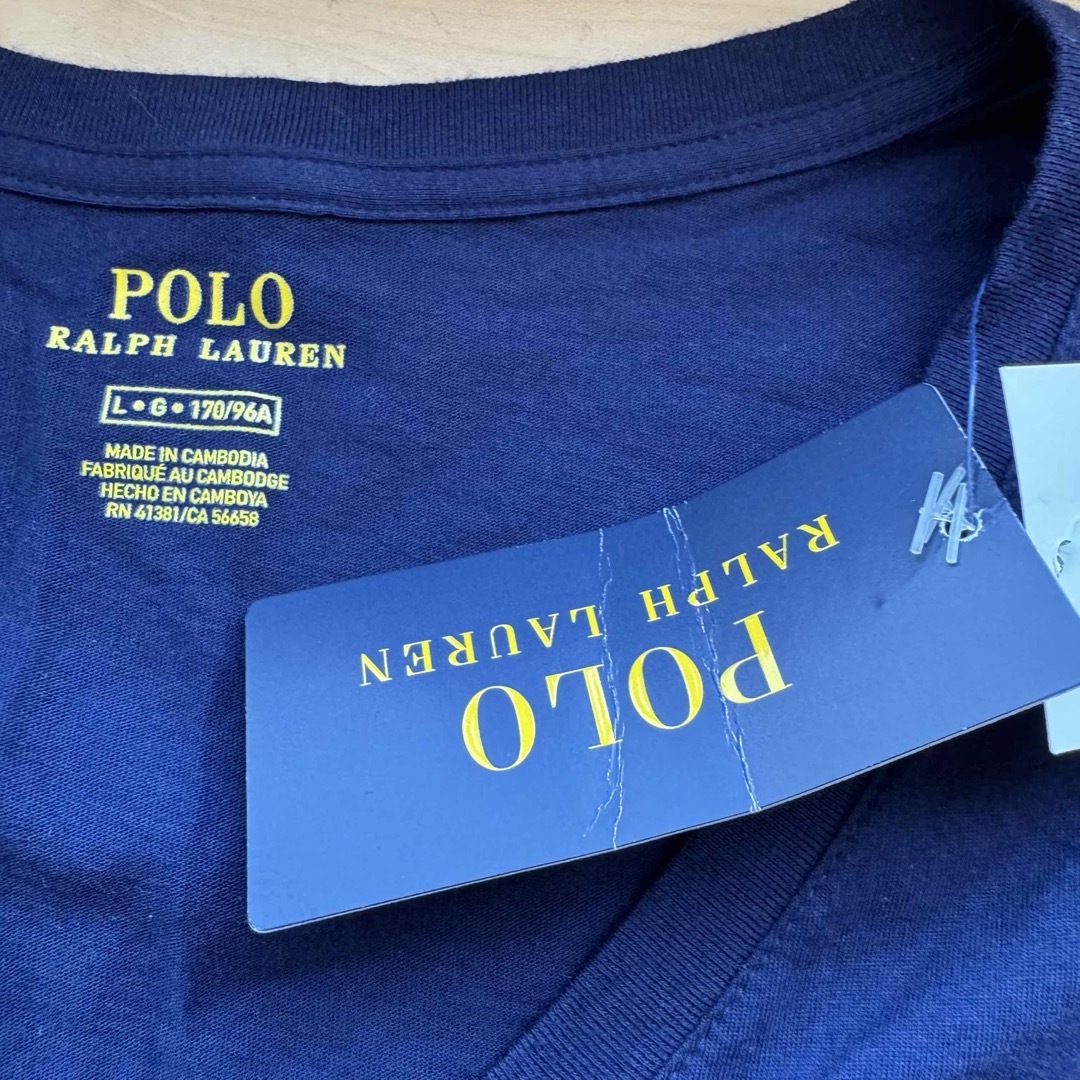 POLO
RALPH LAUREN
L • G • 170/96A
MADE IN CAMBODIA
FABRIQUÉ AU CAMBODGE
HECHO EN CAMBOYA
RN 41381/CA 56658
POLO
RALPH LAUREN